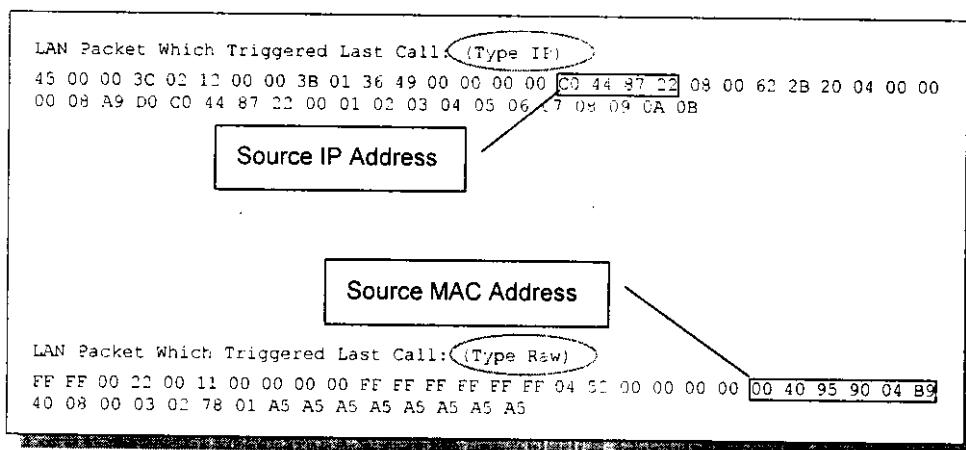 LAN Packet Which Triggered Last Call: (Type IP)
45 00 00 3C 02 12 00 00 3B 01 36 49 00 00 00 00 C0 44 87 22 08 00 62 2B 20 04 00 00
00 08 A9 D0 C0 44 87 22 00 01 02 03 04 05 06 07 08 09 0A 0B
Source IP Address
Source MAC Address
LAN Packet Which Triggered Last Call: (Type Raw)
FF FF 00 22 00 11 00 00 00 00 FF FF FF FF FF FF 04 52 00 00 00 00 00 40 95 90 04 B9
40 08 00 03 02 78 01 A5 A5 A5 A5 A5 A5 A5